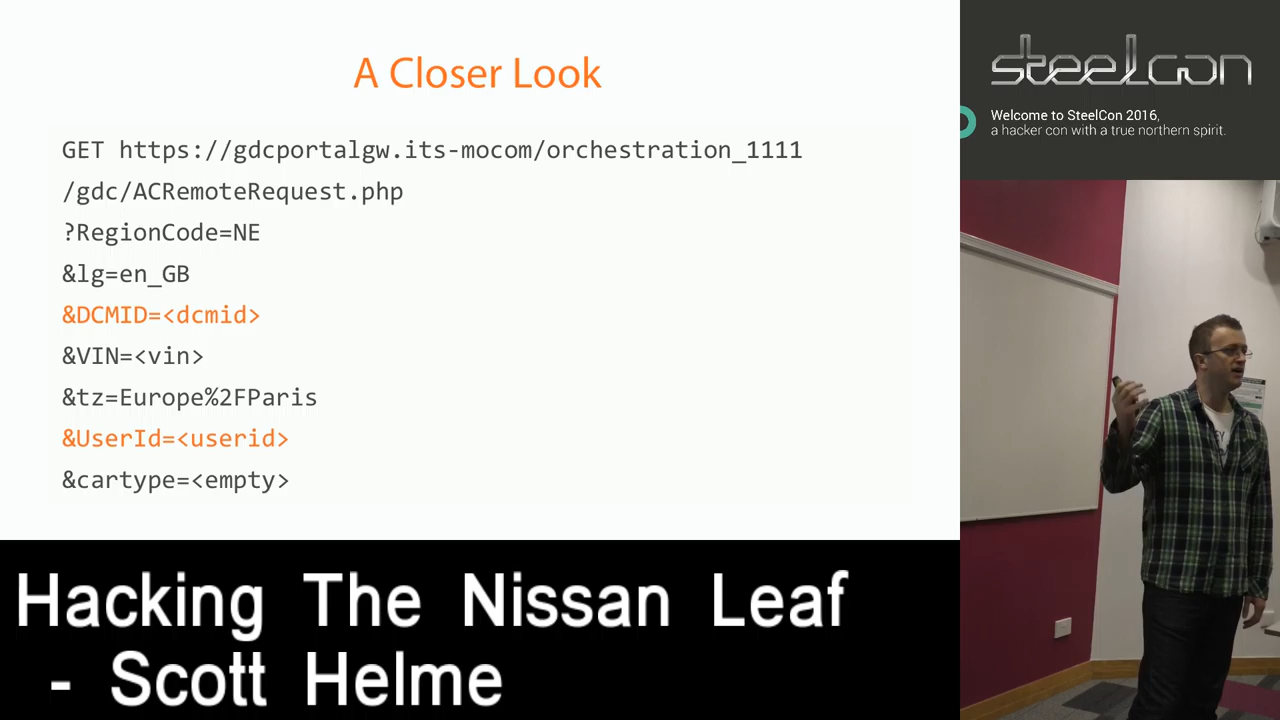 A Closer Look
GET https://gdcportalgw.its-mocom/orchestration_1111
/gdc/ACRemoteRequest.php
?RegionCode=NE
&lg=en_GB
&DCMID=<dcmid>
&VIN=<vin>
&tz=Europe%2FParis
&UserId=<userid>
&cartype=<empty>
steelcon
Welcome to SteelCon 2016,
a hacker con with a true northern spirit.
Hacking The Nissan Leaf
- Scott Helme